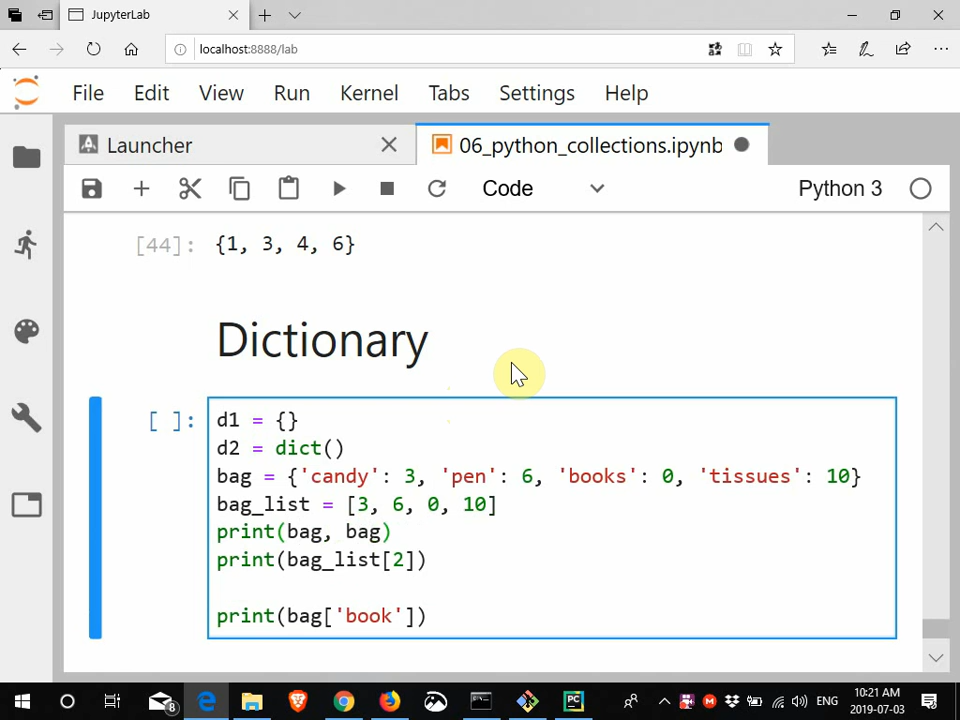 JupyterLab
localhost:8888/lab
File Edit View Run Kernel Tabs Settings Help
Launcher 06_python_collections.ipynb
Code Python 3
[44]: {1, 3, 4, 6}
Dictionary
[ ]: d1 = {}
d2 = dict()
bag = {'candy': 3, 'pen': 6, 'books': 0, 'tissues': 10}
bag_list = [3, 6, 0, 10]
print(bag, bag)
print(bag_list[2])
print(bag['book'])
8 PC ENG 10:21 AM
2019-07-03